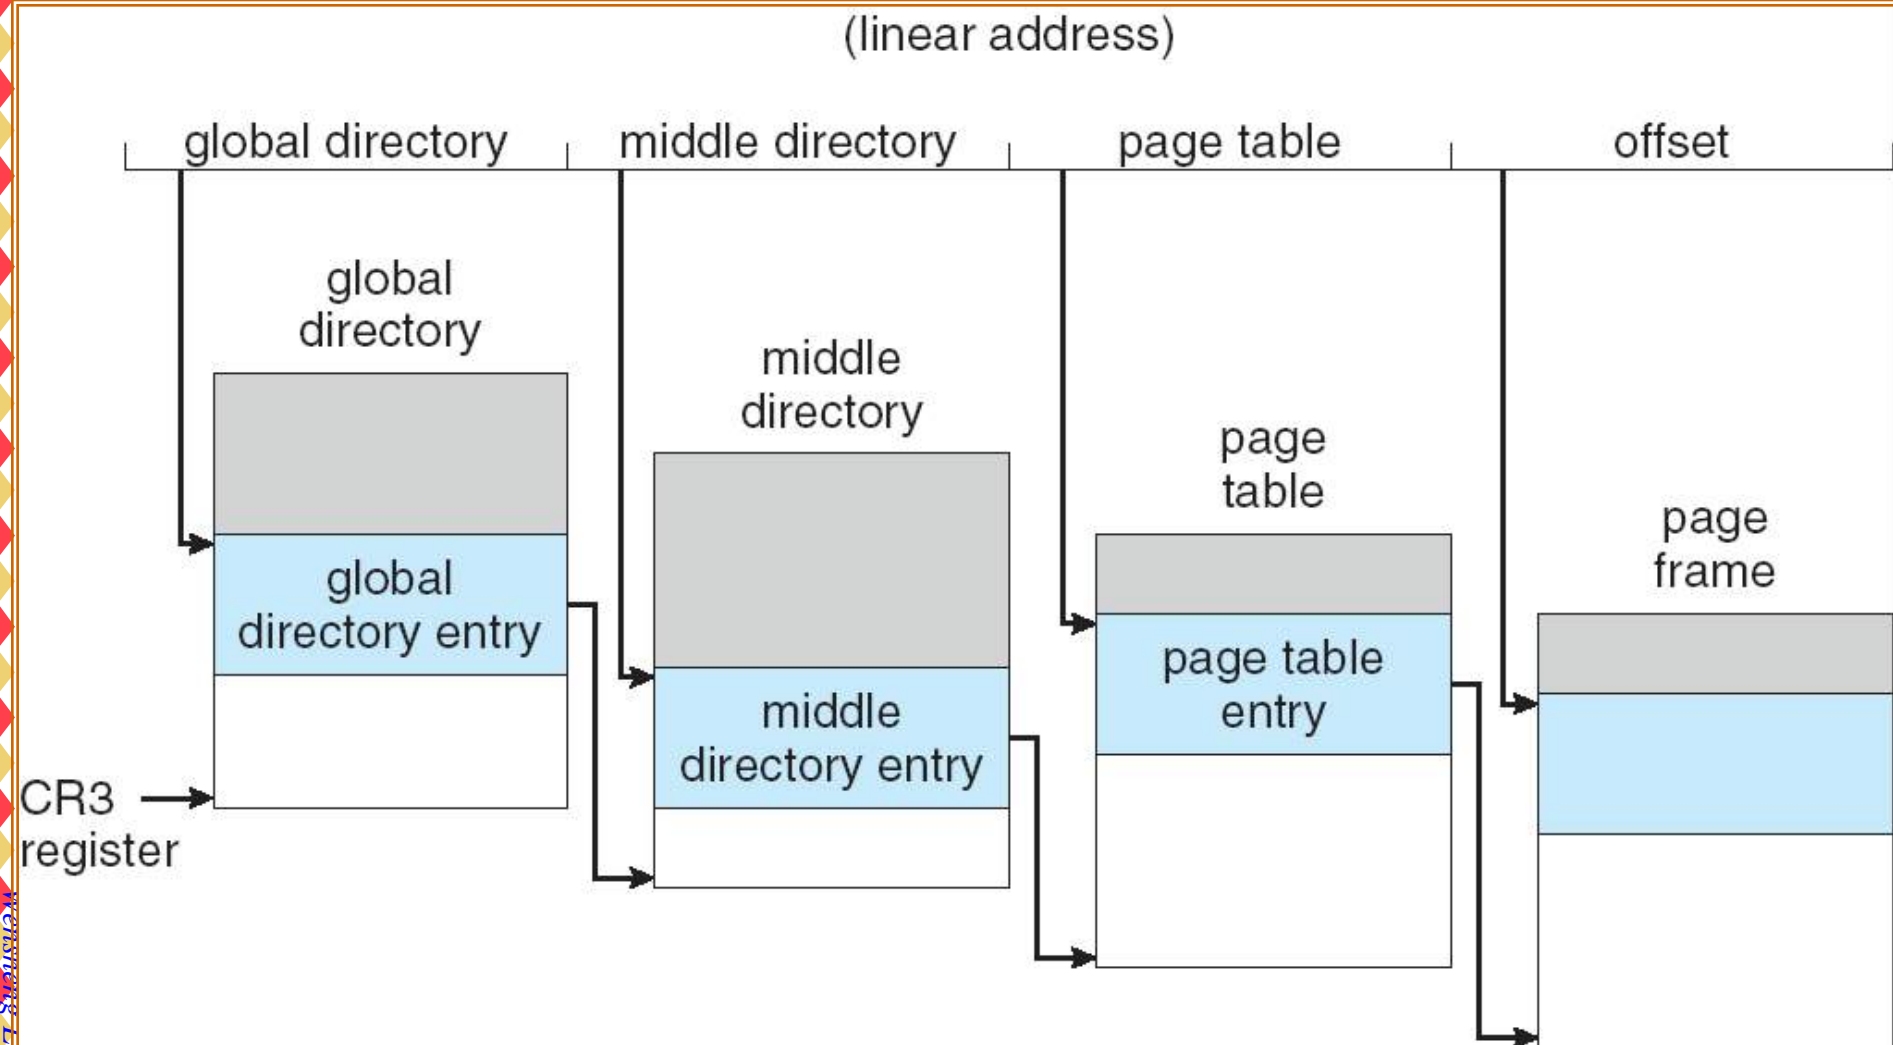 (linear address)
global directory
middle directory
page table
offset
global
directory
middle
directory
page
table
page
frame
global
directory entry
middle
directory entry
page table
entry
CR3
register